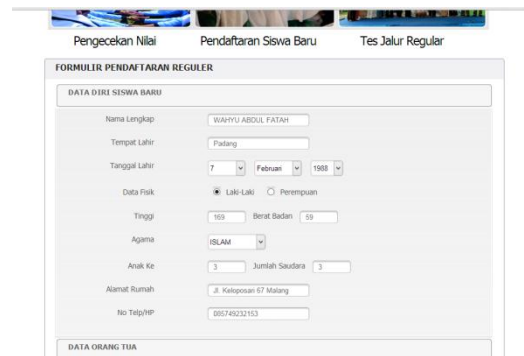 Pengecekan Nilai Pendaftaran Siswa Baru Tes Jalur Regular
FORMULIR PENDAFTARAN REGULER
DATA DIRI SISWA BARU
Nama Lengkap WAHYU ABDUL FATAH
Tempat Lahir Padang
Tanggal Lahir 7 Februari 1988
Data Fisik Laki-Laki Perempuan
Tinggi 169 Berat Badan 59
Agama ISLAM
Anak Ke 3 Jumlah Saudara 3
Alamat Rumah Jl. Keloposari 67 Malang
No Telp/HP 085749232153
DATA ORANG TUA